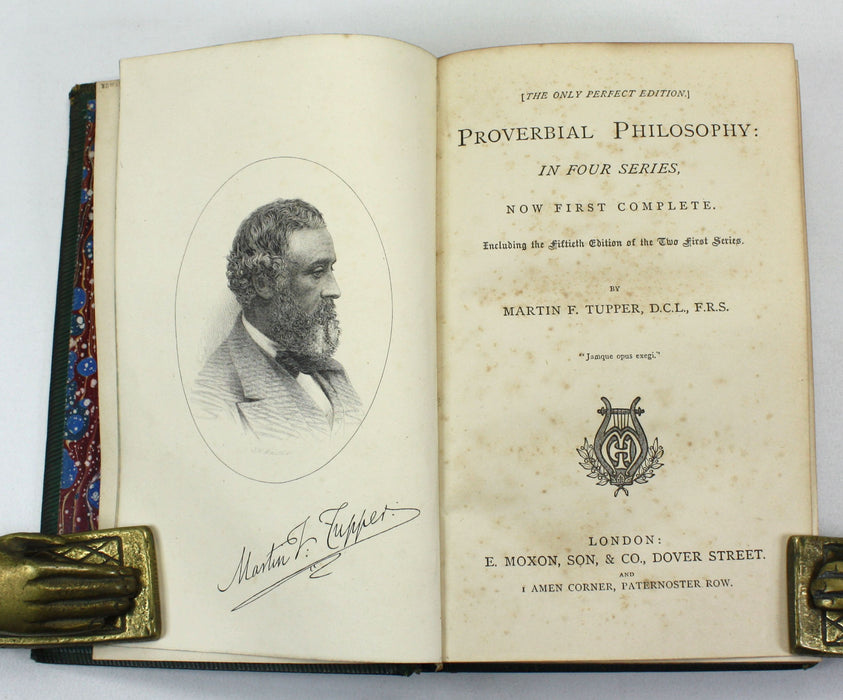 Martin F. Tupper.
[THE ONLY PERFECT EDITION.]
PROVERBIAL PHILOSOPHY:
IN FOUR SERIES,
NOW FIRST COMPLETE.
Including the Fiftieth Edition of the Two First Series.
BY
MARTIN F. TUPPER, D.C.L., F.R.S.
"Jamque opus exegi."
LONDON:
E. MOXON, SON, & CO., DOVER STREET.
AND
1 AMEN CORNER, PATERNOSTER ROW.